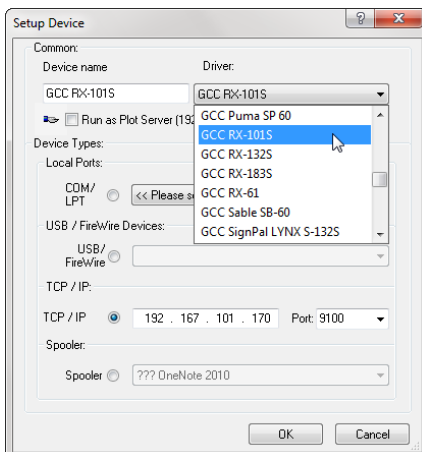 Setup Device
Common:
Device name Driver:
GCC RX-101S GCC RX-101S
Run as Plot Server (192
GCC Puma SP 60
GCC RX-101S
GCC RX-132S
GCC RX-183S
GCC RX-61
GCC Sable SB-60
GCC SignPal LYNX S-132S
Device Types:
Local Ports:
COM/
LPT
<< Please se
USB / FireWire Devices:
USB/
FireWire
TCP / IP:
TCP / IP 192 . 167 . 101 . 170 Port: 9100
Spooler:
Spooler ??? OneNote 2010
OK Cancel